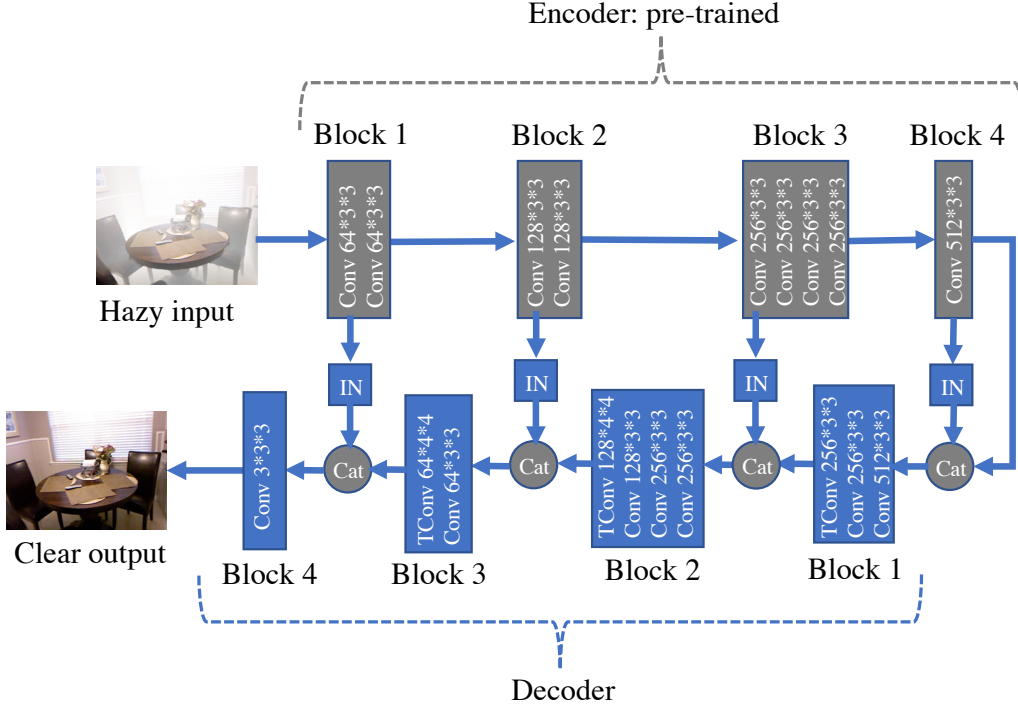 Encoder: pre-trained
Block 1
Block 2
Block 3
Block 4
Conv 64*3*3
Conv 64*3*3
Conv 128*3*3
Conv 128*3*3
Conv 256*3*3
Conv 256*3*3
Conv 256*3*3
Conv 256*3*3
Conv 512*3*3
Hazy input
IN
IN
IN
IN
Cat
Cat
Cat
Cat
Conv 3*3*3
TConv 64*4*4
Conv 64*3*3
TConv 128*4*4
Conv 128*3*3
Conv 256*3*3
Conv 256*3*3
TConv 256*3*3
Conv 256*3*3
Conv 512*3*3
Clear output
Block 4
Block 3
Block 2
Block 1
Decoder